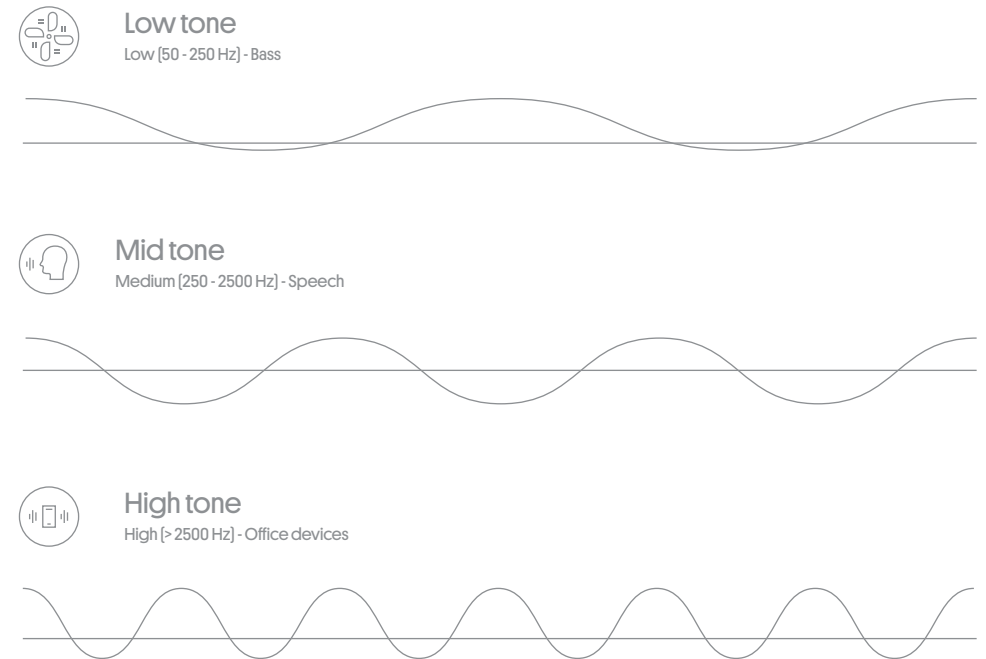 Low tone
Low (50 - 250 Hz) - Bass
Mid tone
Medium (250 - 2500 Hz) - Speech
High tone
High (> 2500 Hz) - Office devices